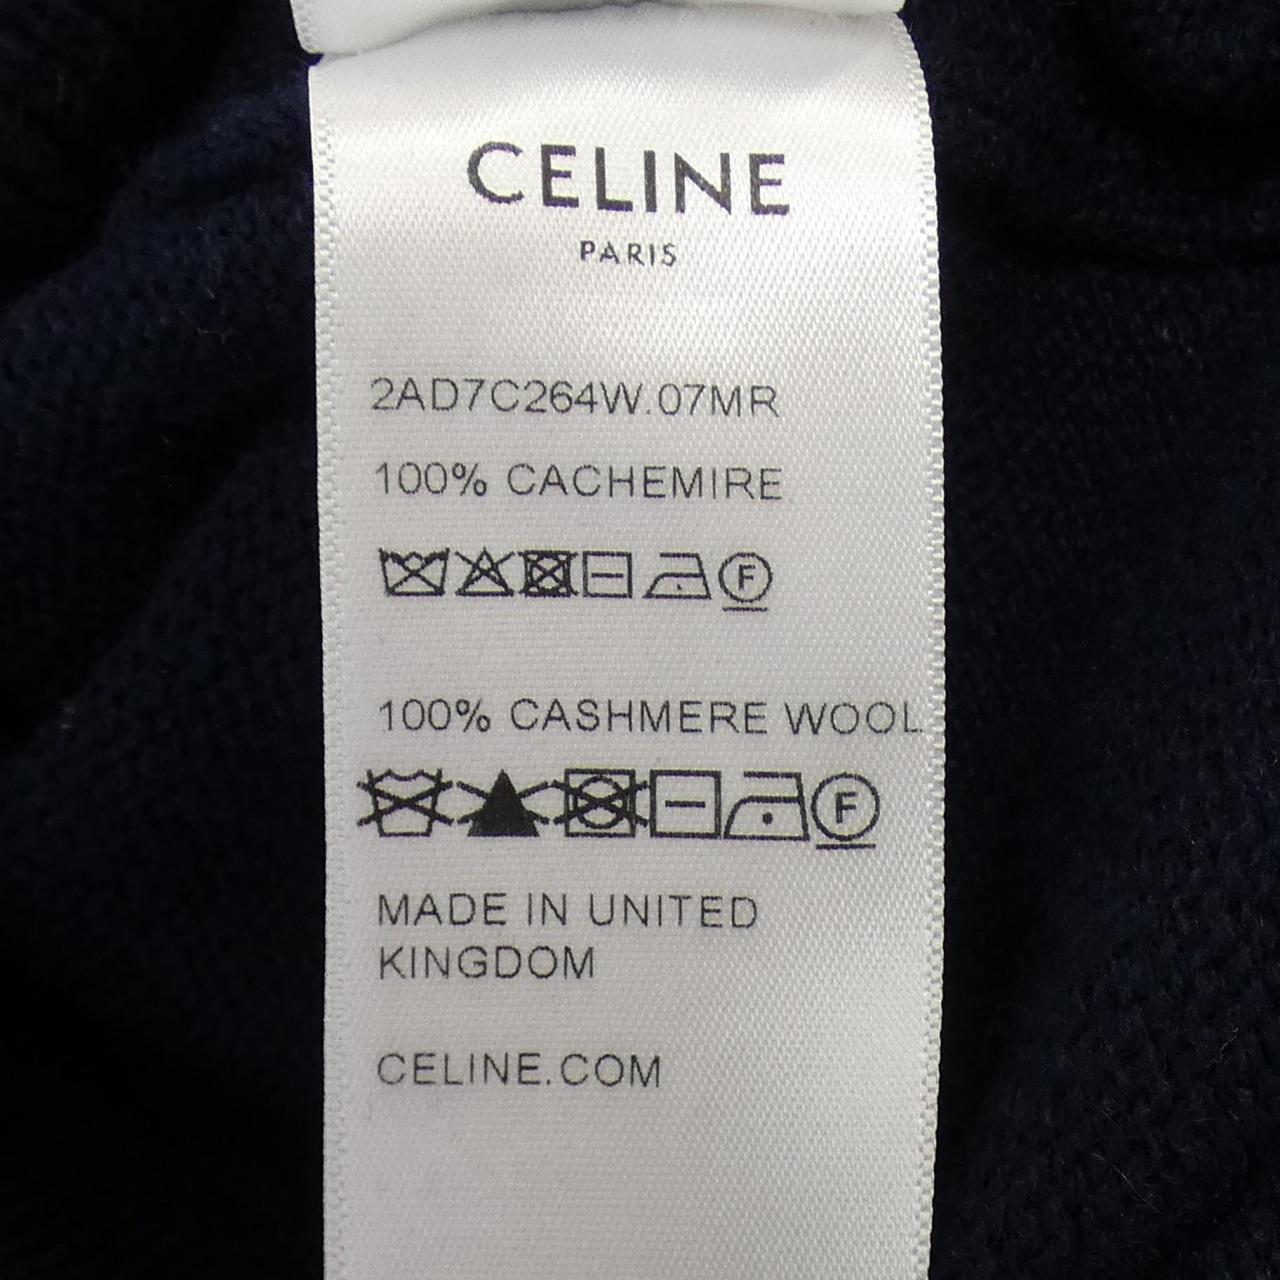 CELINE
PARIS
2AD7C264W.07MR
100% CACHEMIRE
F
100% CASHMERE WOOL
F
MADE IN UNITED
KINGDOM
CELINE.COM